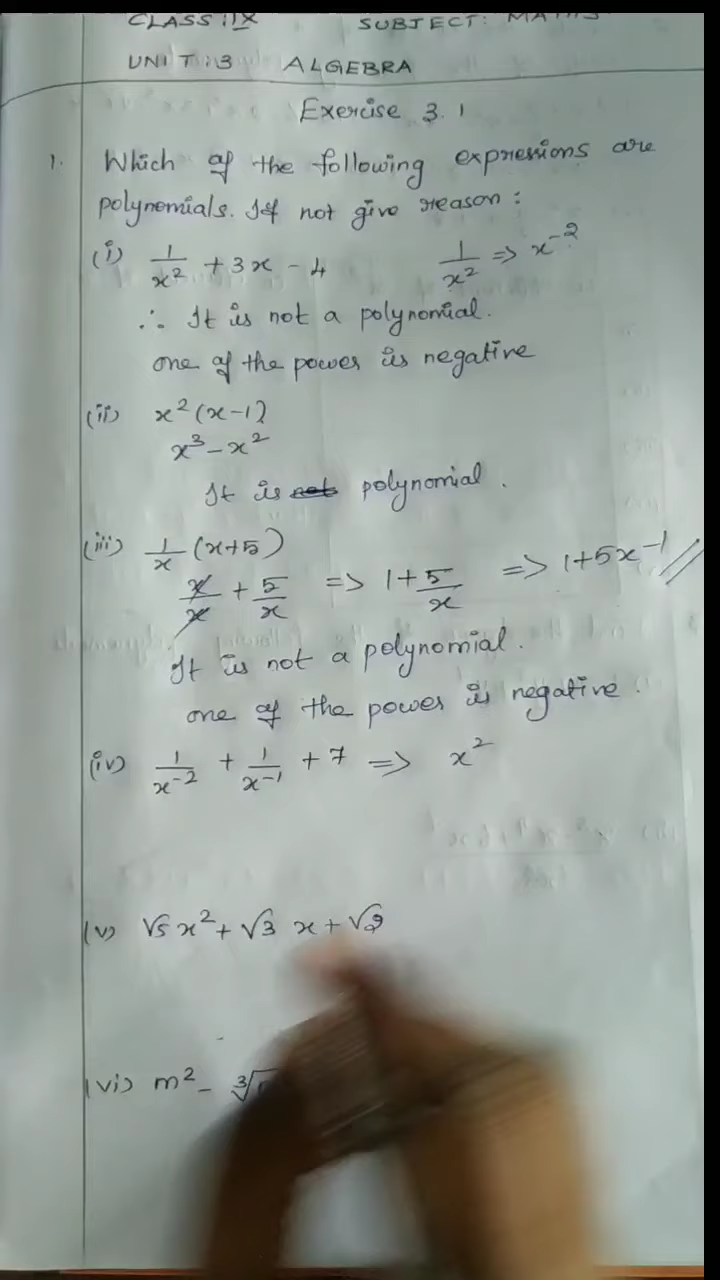 CLASS : IX SUBJECT: MATHS
UNIT : 3 ALGEBRA
Exercise 3.1
1. Which of the following expressions are
polynomials. If not give reason :
(i) 1/x² + 3x - 4 1/x² => x⁻²
∴ It is not a polynomial.
one of the power is negative
(ii) x²(x-1)
x³ - x²
It is not polynomial.
(iii) 1/x (x+5)
x/x + 5/x => 1 + 5/x => 1+5x⁻¹ //
It is not a polynomial.
one of the power is negative.
(iv) 1/x⁻² + 1/x⁻¹ + 7 => x²
(v) √5 x² + √3 x + √2
(vi) m² - ∛